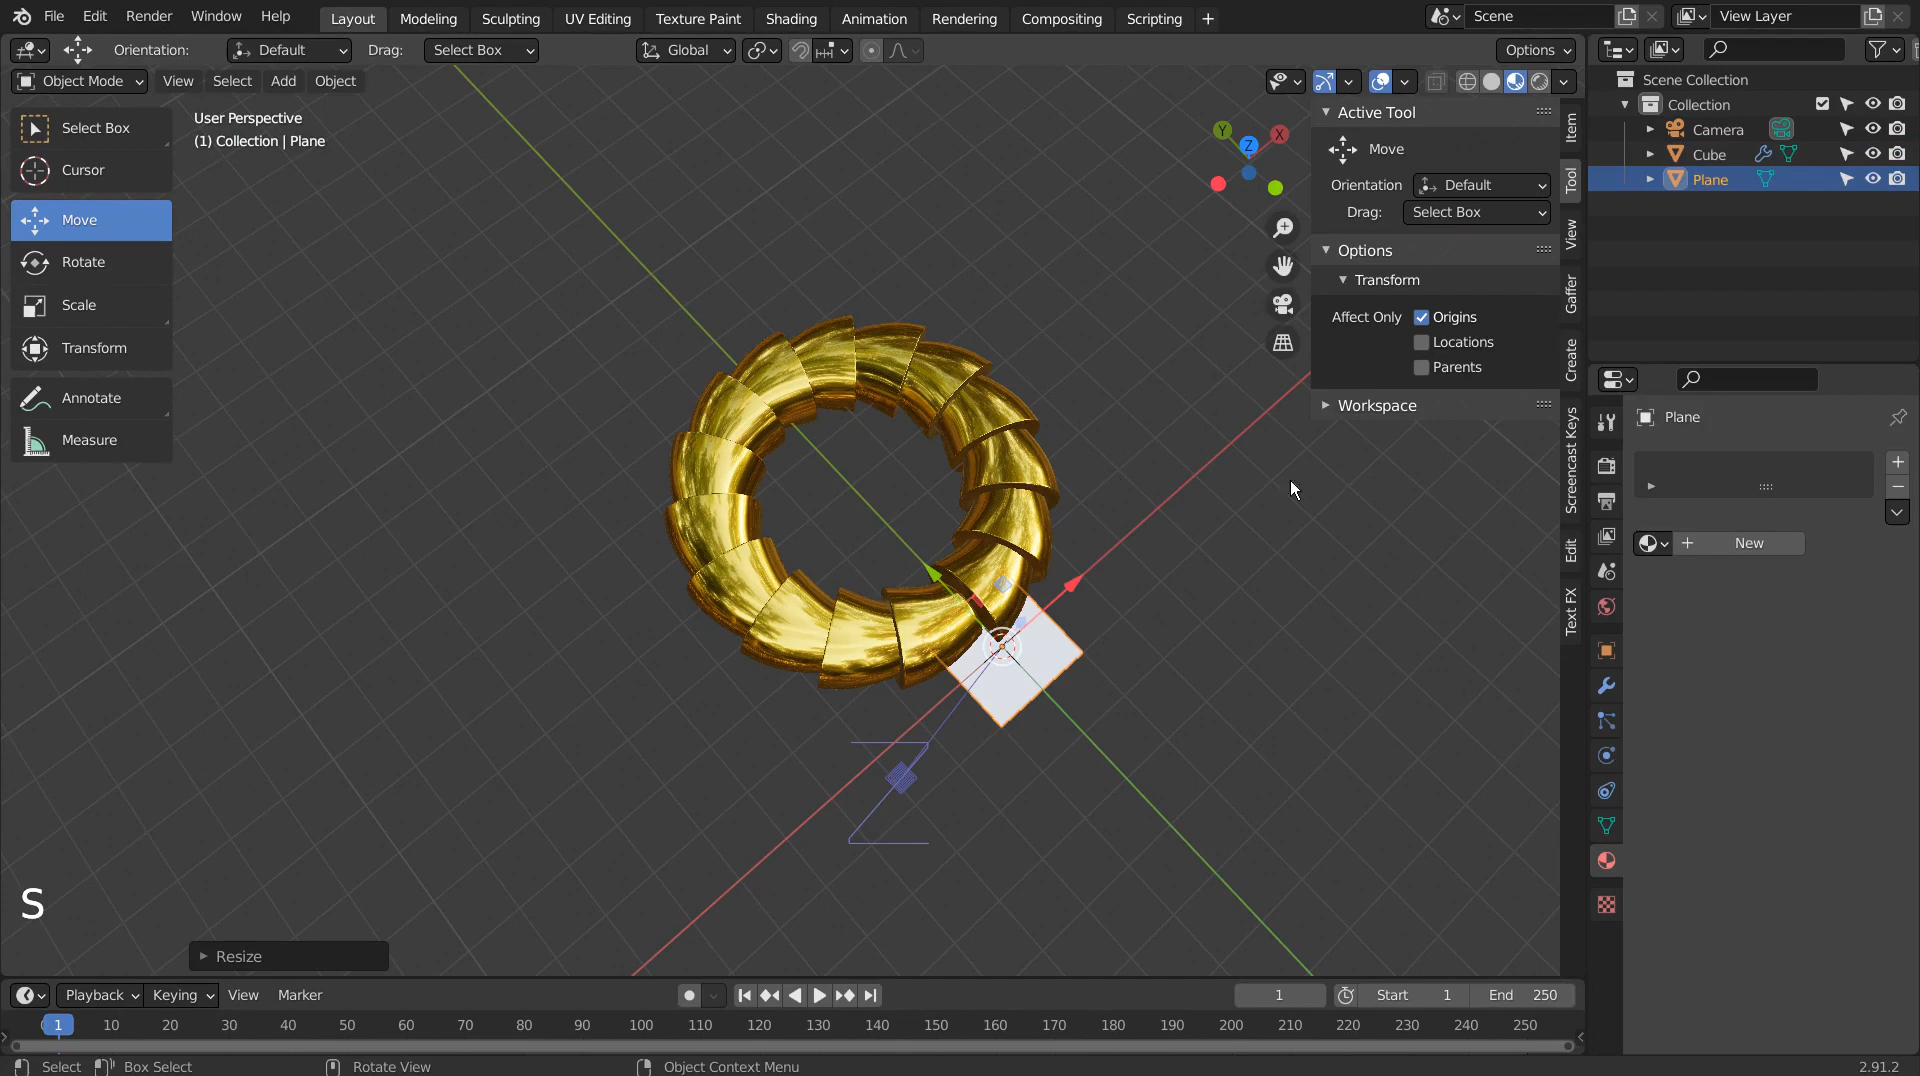 File Edit Render Window Help Layout Modeling Sculpting UV Editing Texture Paint Shading Animation Rendering Compositing Scripting + Scene View Layer
Orientation: Default Drag: Select Box Global Options
Object Mode View Select Add Object
User Perspective
(1) Collection | Plane
Select Box
Cursor
Move
Rotate
Scale
Transform
Annotate
Measure
Y
X
Z
Active Tool
Move
Orientation Default
Drag: Select Box
Options
Transform
Affect Only Origins
Locations
Parents
Workspace
Item
Tool
View
Gaffer
Create
Screencast Keys
Edit
Text FX
Scene Collection
Collection
Camera
Cube
Plane
Plane
New
S
Resize
Playback Keying View Marker
1 Start 1 End 250
0 1 10 20 30 40 50 60 70 80 90 100 110 120 130 140 150 160 170 180 190 200 210 220 230 240 250
Select Box Select Rotate View Object Context Menu 2.91.2